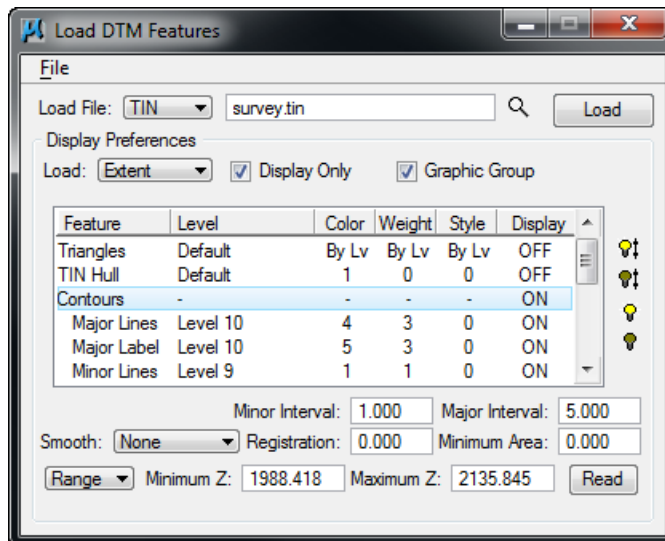 Load DTM Features
File
Load File: TIN survey.tin Load
Display Preferences
Load: Extent Display Only Graphic Group
Feature Level Color Weight Style Display
Triangles Default By Lv By Lv By Lv OFF
TIN Hull Default 1 0 0 OFF
Contours - - - - ON
Major Lines Level 10 4 3 0 ON
Major Label Level 10 5 3 0 ON
Minor Lines Level 9 1 1 0 ON
Minor Interval: 1.000 Major Interval: 5.000
Smooth: None Registration: 0.000 Minimum Area: 0.000
Range Minimum Z: 1988.418 Maximum Z: 2135.845 Read